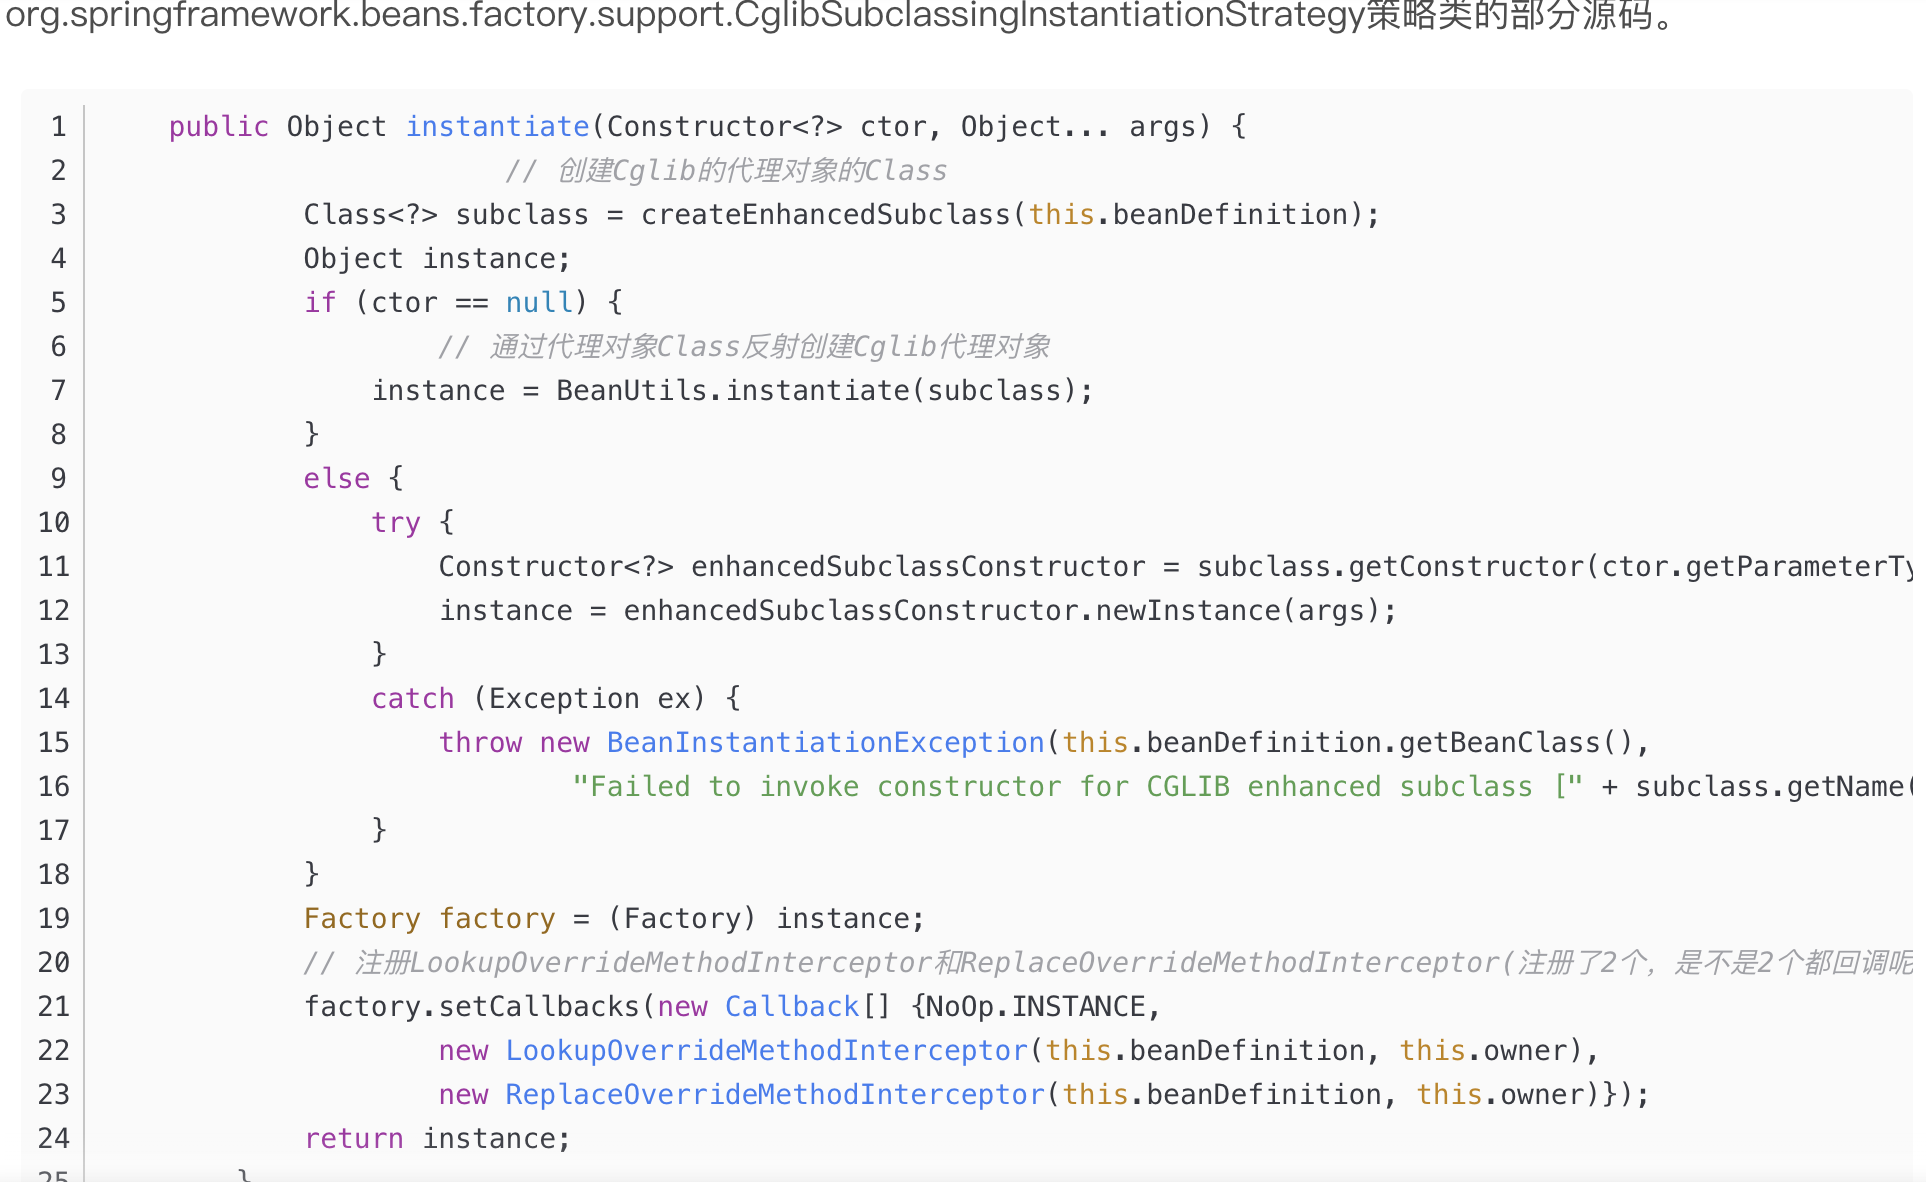 org.springframework.beans.factory.support.CglibSubclassingInstantiationStrategy策略类的部分源码。
1 public Object instantiate(Constructor<?> ctor, Object... args) {
2 // 创建Cglib的代理对象的Class
3 Class<?> subclass = createEnhancedSubclass(this.beanDefinition);
4 Object instance;
5 if (ctor == null) {
6 // 通过代理对象Class反射创建Cglib代理对象
7 instance = BeanUtils.instantiate(subclass);
8 }
9 else {
10 try {
11 Constructor<?> enhancedSubclassConstructor = subclass.getConstructor(ctor.getParameterTy
12 instance = enhancedSubclassConstructor.newInstance(args);
13 }
14 catch (Exception ex) {
15 throw new BeanInstantiationException(this.beanDefinition.getBeanClass(),
16 "Failed to invoke constructor for CGLIB enhanced subclass [" + subclass.getName(
17 }
18 }
19 Factory factory = (Factory) instance;
20 // 注册LookupOverrideMethodInterceptor和ReplaceOverrideMethodInterceptor(注册了2个，是不是2个都回调呢
21 factory.setCallbacks(new Callback[] {NoOp.INSTANCE,
22 new LookupOverrideMethodInterceptor(this.beanDefinition, this.owner),
23 new ReplaceOverrideMethodInterceptor(this.beanDefinition, this.owner)});
24 return instance;
25 }